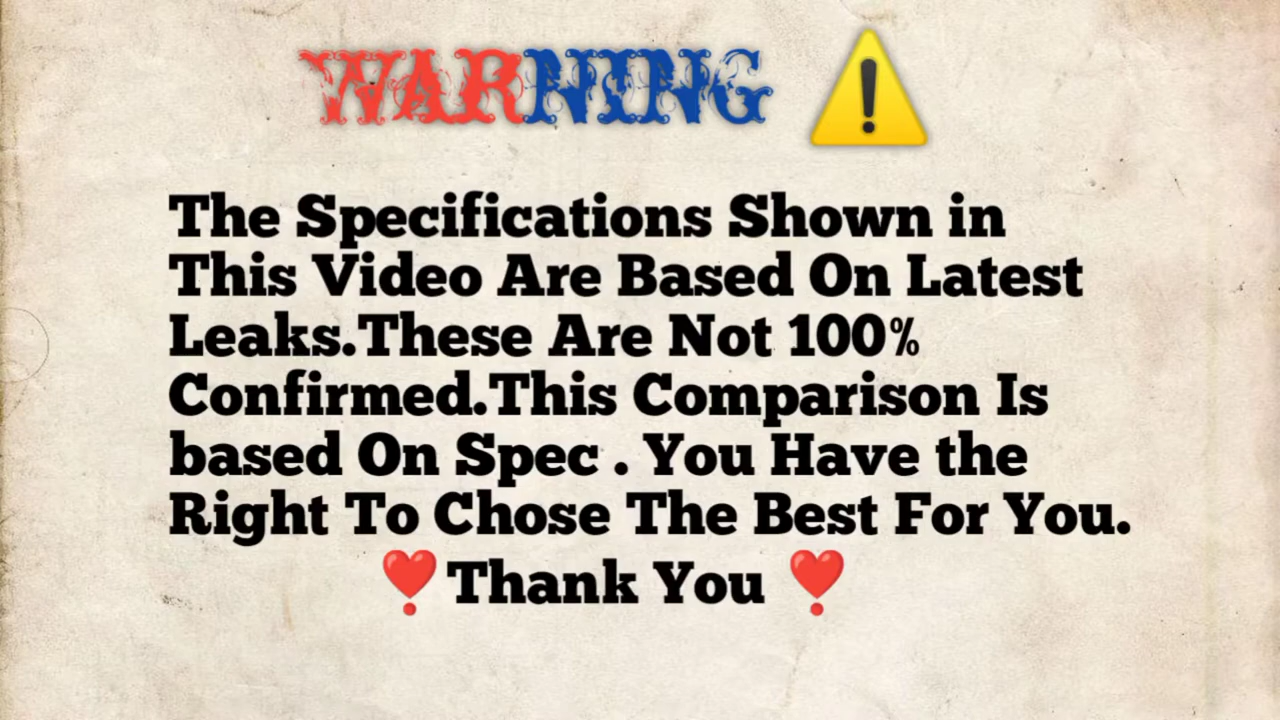 WARNING ⚠️
The Specifications Shown in
This Video Are Based On Latest
Leaks.These Are Not 100%
Confirmed.This Comparison Is
based On Spec . You Have the
Right To Chose The Best For You.
❣️Thank You ❣️